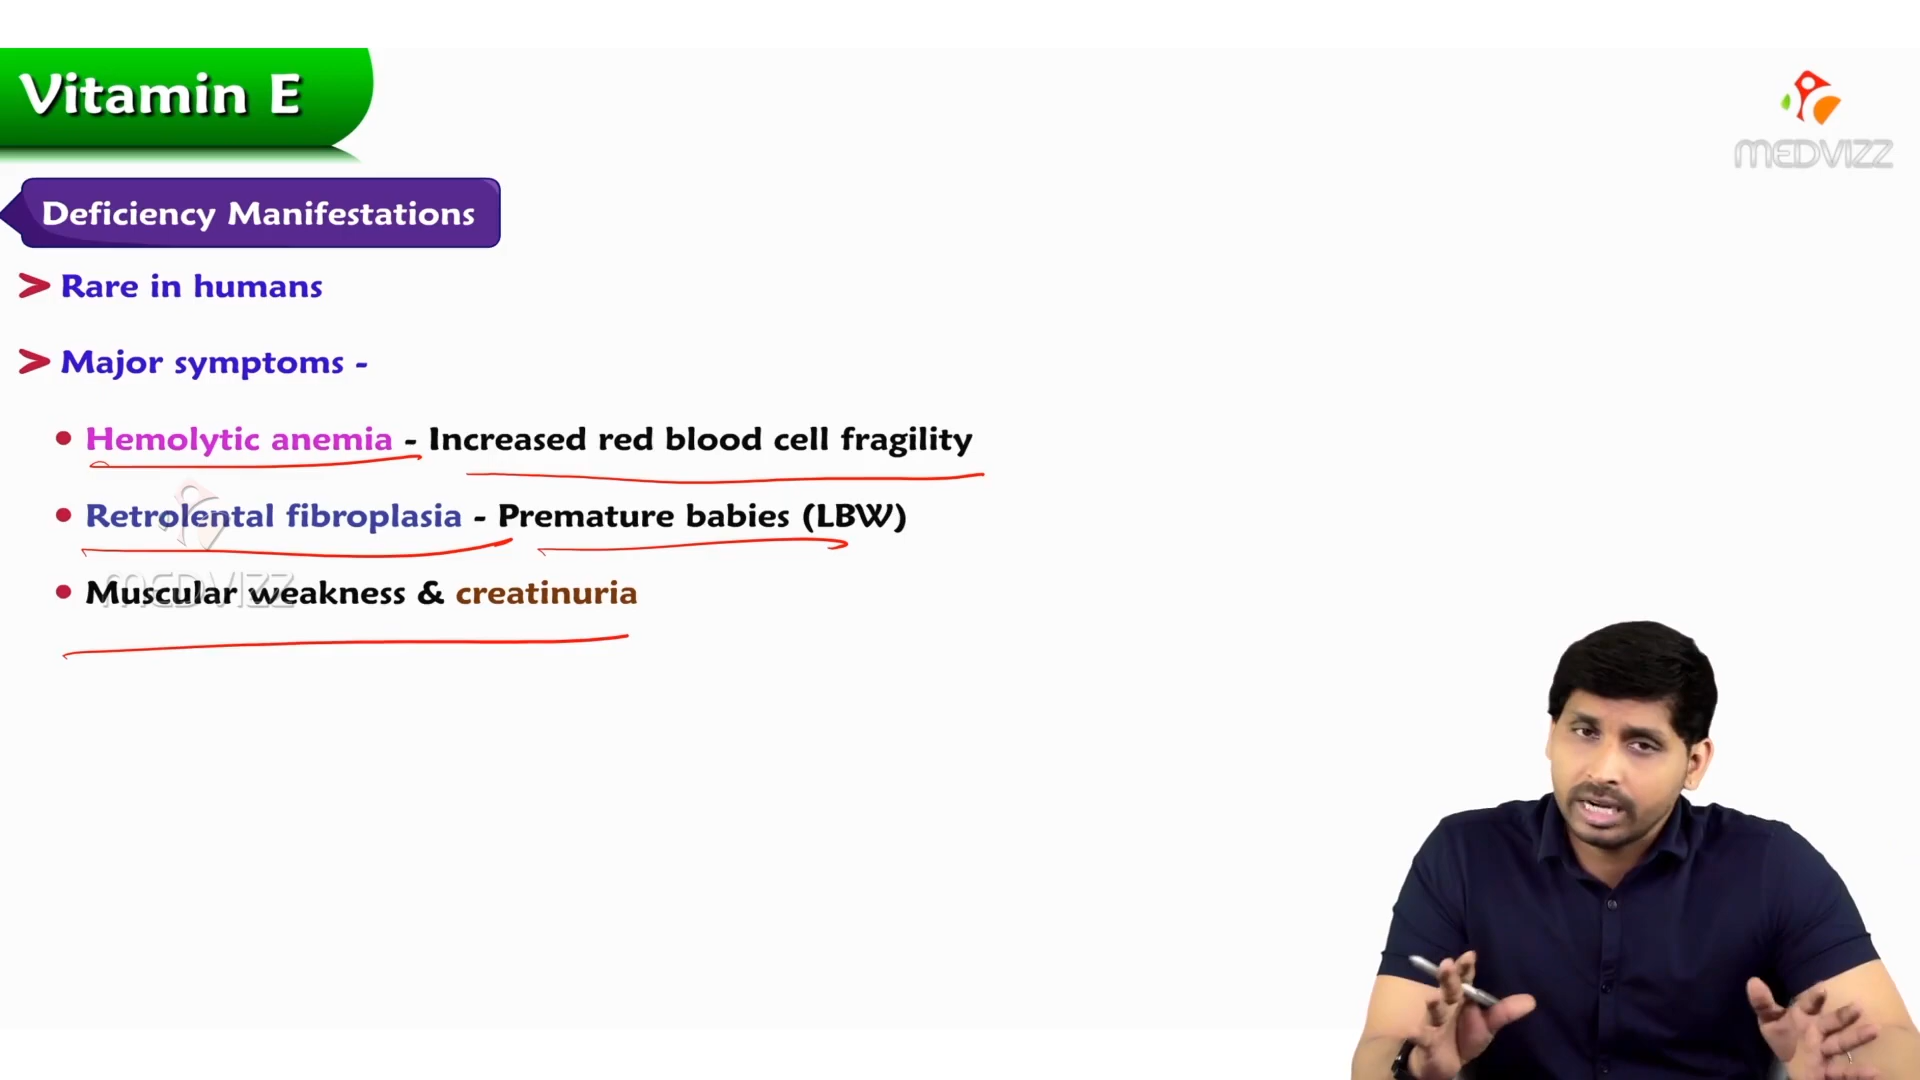 Vitamin E
MEDVIZZ
Deficiency Manifestations
> Rare in humans
> Major symptoms -
• Hemolytic anemia - Increased red blood cell fragility
• Retrolental fibroplasia - Premature babies (LBW)
MEDVIZZ
• Muscular weakness & creatinuria